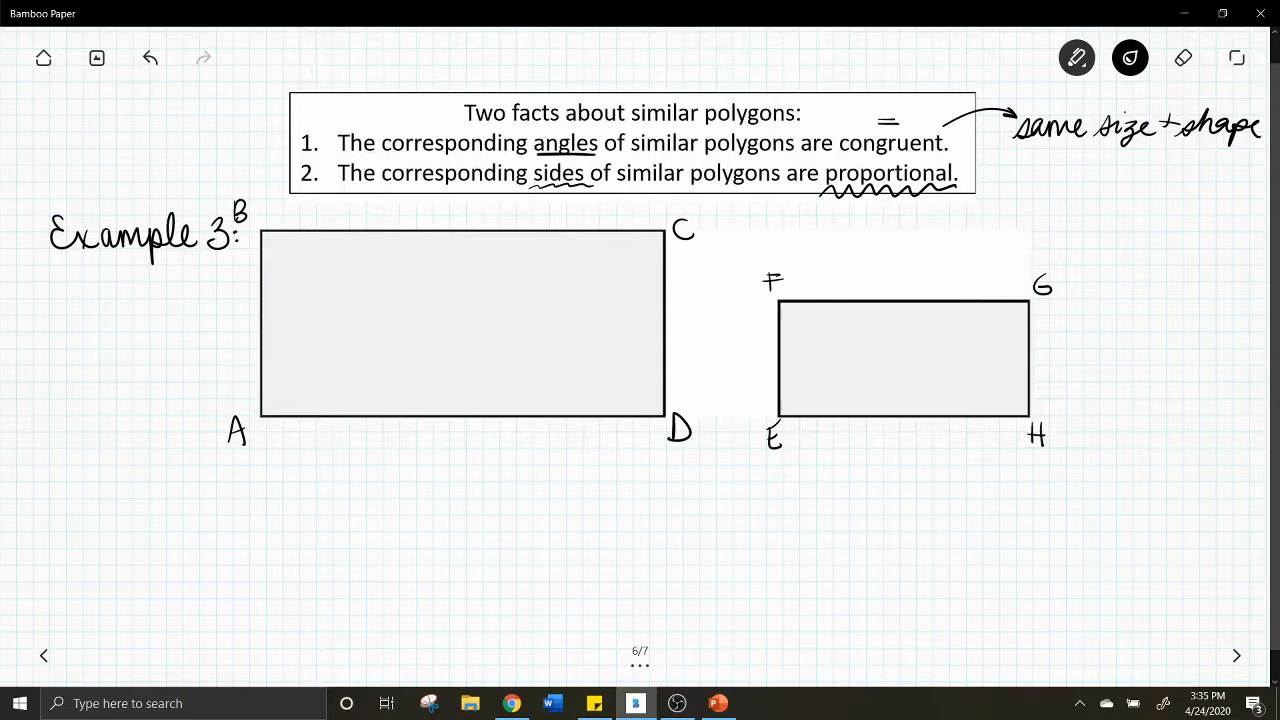 Bamboo Paper
Two facts about similar polygons:
=
1. The corresponding angles of similar polygons are congruent.
same size + shape
2. The corresponding sides of similar polygons are proportional.
Example 3:
B
C
F
G
A
D
E
H
6/7
Type here to search
3:35 PM
4/24/2020
3